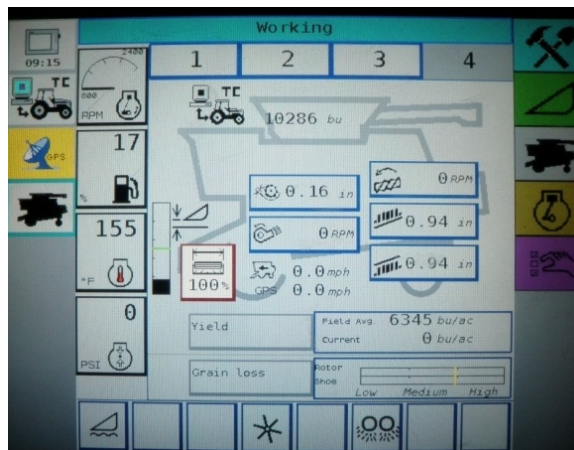 Working
09:15
2400
1
2
3
4
TC
TC
600
RPM
10286 bu
GPS
17
%
0.16 in
0 RPM
155
0 RPM
0.94 in
°F
100%
0.0 mph
0.94 in
GPS 0.0 mph
SOS
0
PSI
Yield
Field Avg. 6345 bu/ac
Current 0 bu/ac
Grain loss
Rotor
Shoe
Low Medium High